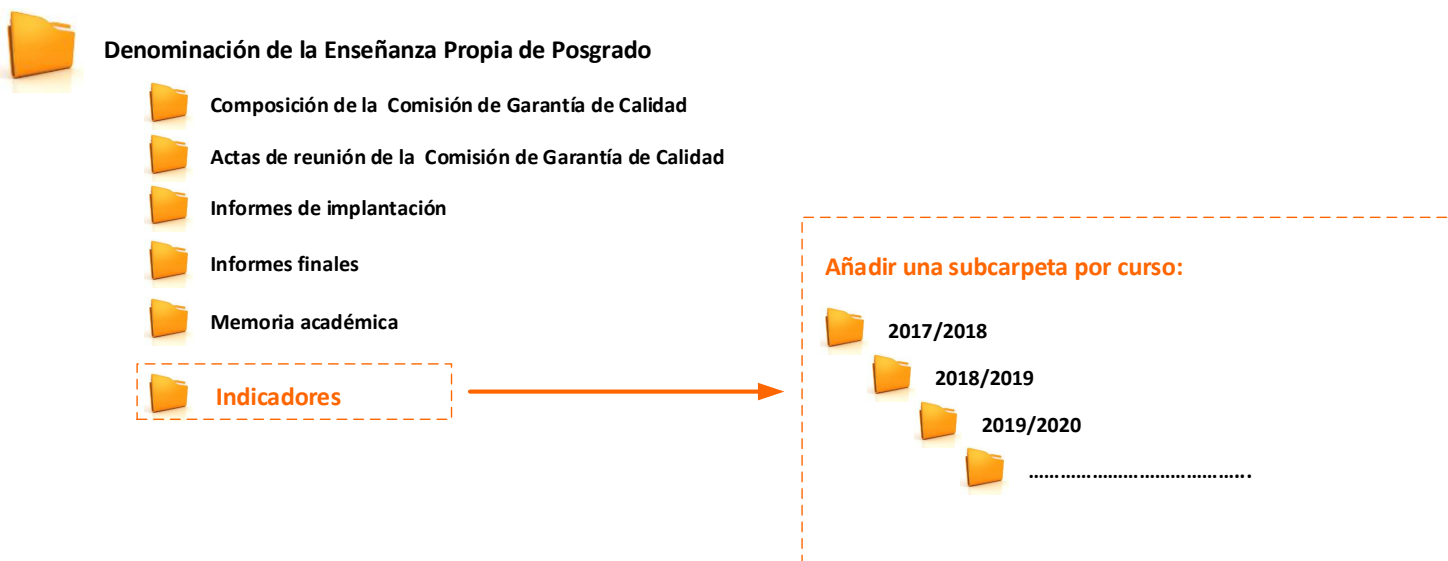 Denominación de la Enseñanza Propia de Posgrado
Composición de la  Comisión de Garantía de Calidad
Actas de reunión de la  Comisión de Garantía de Calidad
Informes de implantación
Informes finales
Memoria académica
Indicadores
Añadir una subcarpeta por curso:
2017/2018
2018/2019
2019/2020
……………………………………..